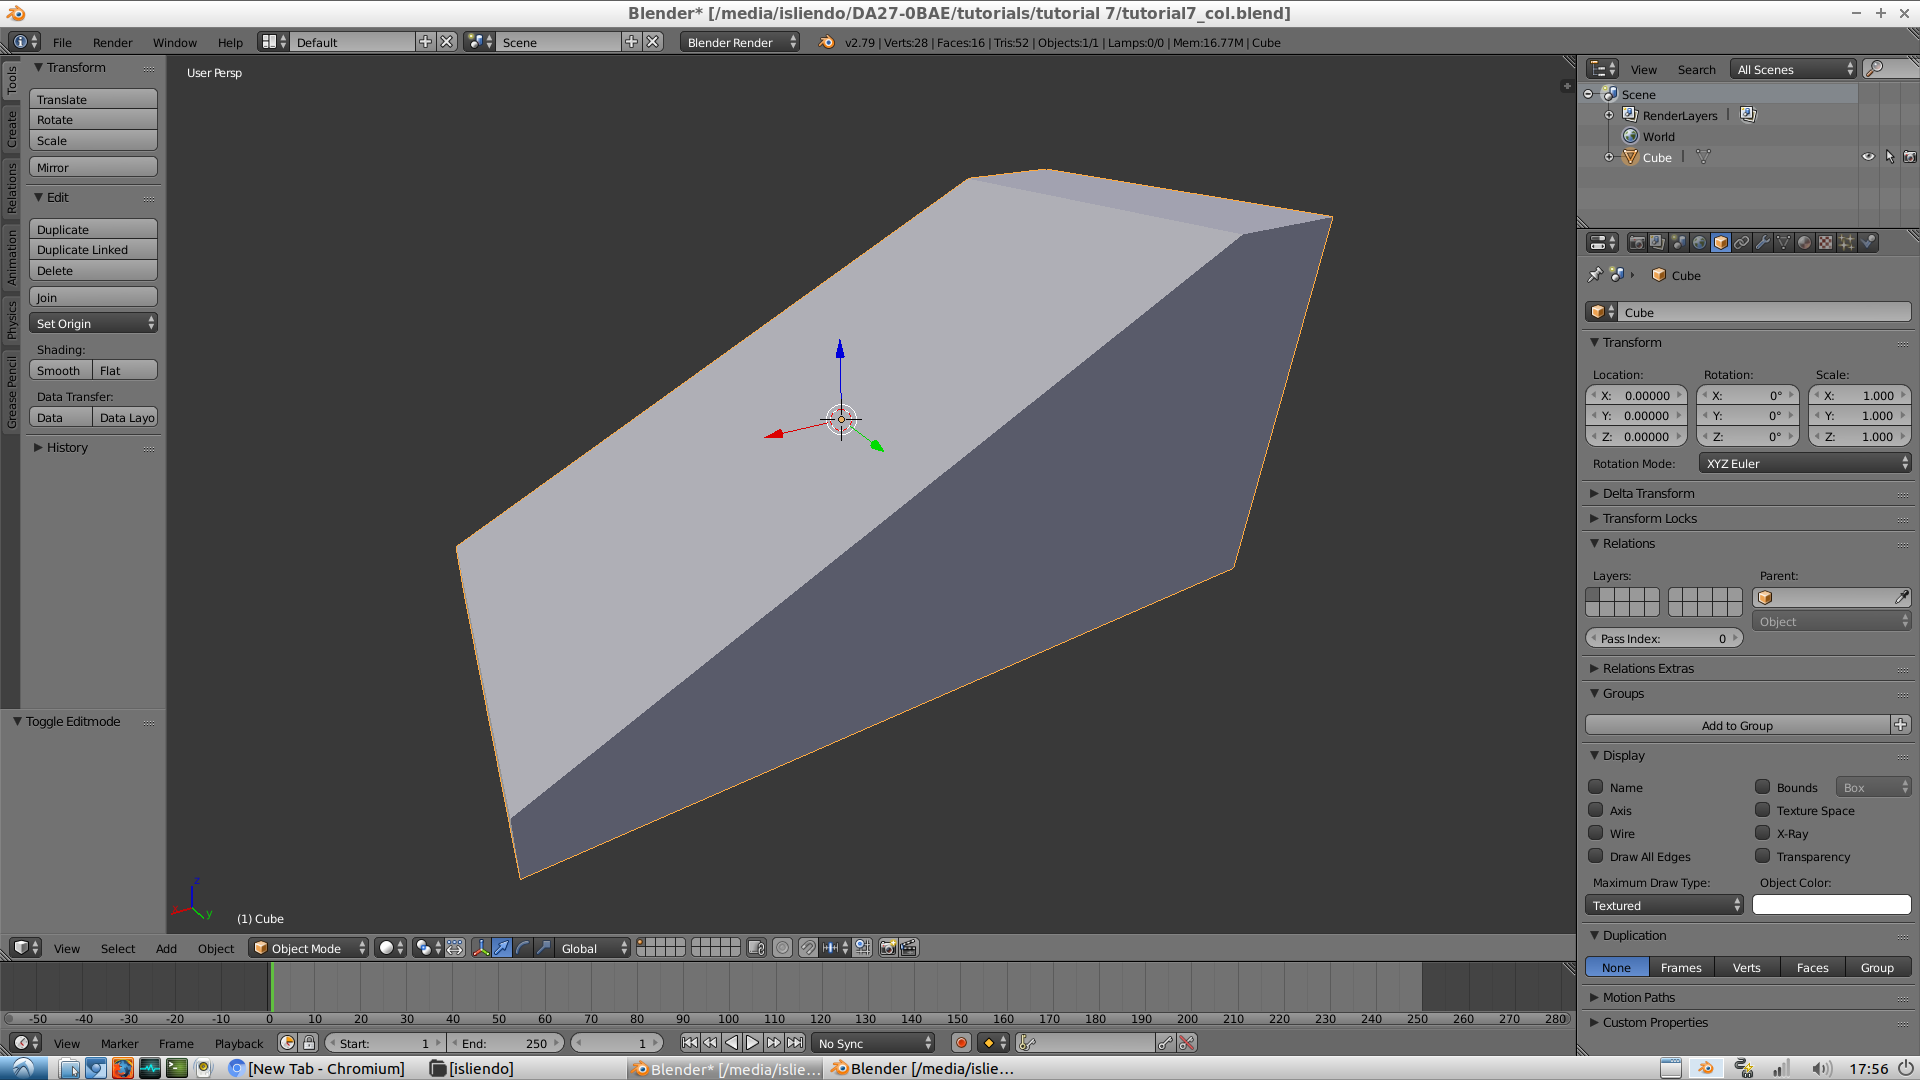 Blender* [/media/isliendo/DA27-0BAE/tutorials/tutorial 7/tutorial7_col.blend]
File Render Window Help Default Scene Blender Render v2.79 | Verts:28 | Faces:16 | Tris:52 | Objects:1/1 | Lamps:0/0 | Mem:16.77M | Cube
Tools
Create
Relations
Animation
Physics
Grease Pencil
Transform
Translate
Rotate
Scale
Mirror
Edit
Duplicate
Duplicate Linked
Delete
Join
Set Origin
Shading:
Smooth Flat
Data Transfer:
Data Data Layo
History
Toggle Editmode
User Persp
z
y
(1) Cube
View Search All Scenes
Scene
RenderLayers
World
Cube
Cube
Cube
Transform
Location: Rotation: Scale:
X: 0.00000 X: 0° X: 1.000
Y: 0.00000 Y: 0° Y: 1.000
Z: 0.00000 Z: 0° Z: 1.000
Rotation Mode: XYZ Euler
Delta Transform
Transform Locks
Relations
Layers: Parent:
Object
Pass Index: 0
Relations Extras
Groups
Add to Group
Display
Name Bounds Box
Axis Texture Space
Wire X-Ray
Draw All Edges Transparency
Maximum Draw Type: Object Color:
Textured
Duplication
None Frames Verts Faces Group
Motion Paths
Custom Properties
View Select Add Object Object Mode Global
-50 -40 -30 -20 -10 0 10 20 30 40 50 60 70 80 90 100 110 120 130 140 150 160 170 180 190 200 210 220 230 240 250 260 270 280
View Marker Frame Playback Start: 1 End: 250 1 No Sync
[New Tab - Chromium] [isliendo] Blender* [/media/islie... Blender [/media/islie... 17:56